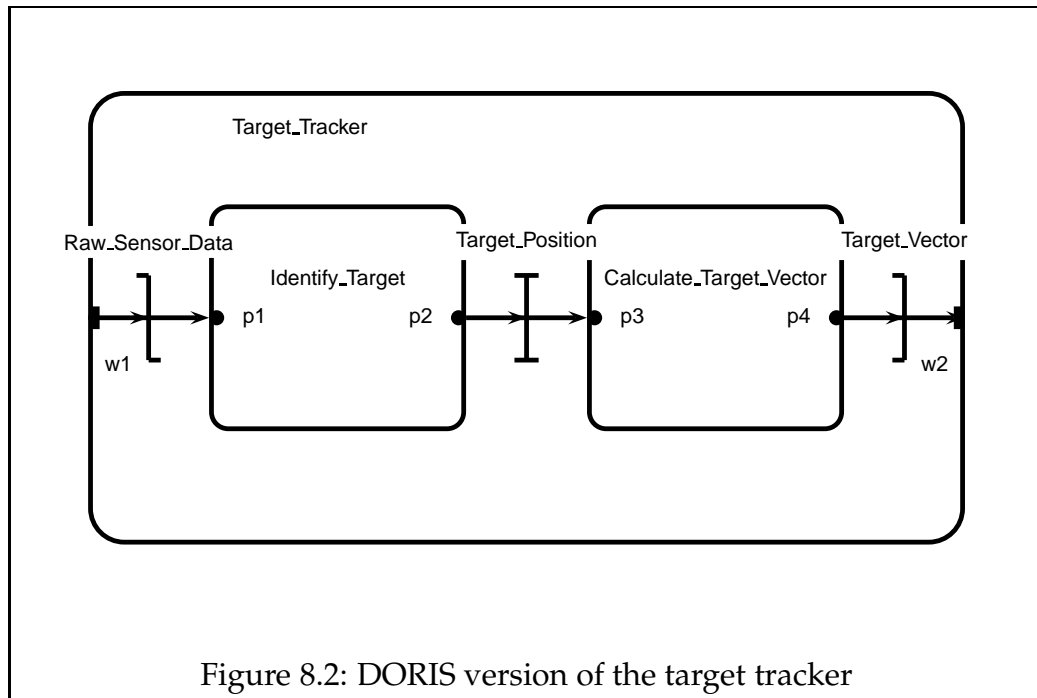 Target_Tracker
Raw_Sensor_Data
Target_Position
Target_Vector
Identify_Target
Calculate_Target_Vector
p1
p2
p3
p4
w1
w2
Figure 8.2: DORIS version of the target tracker